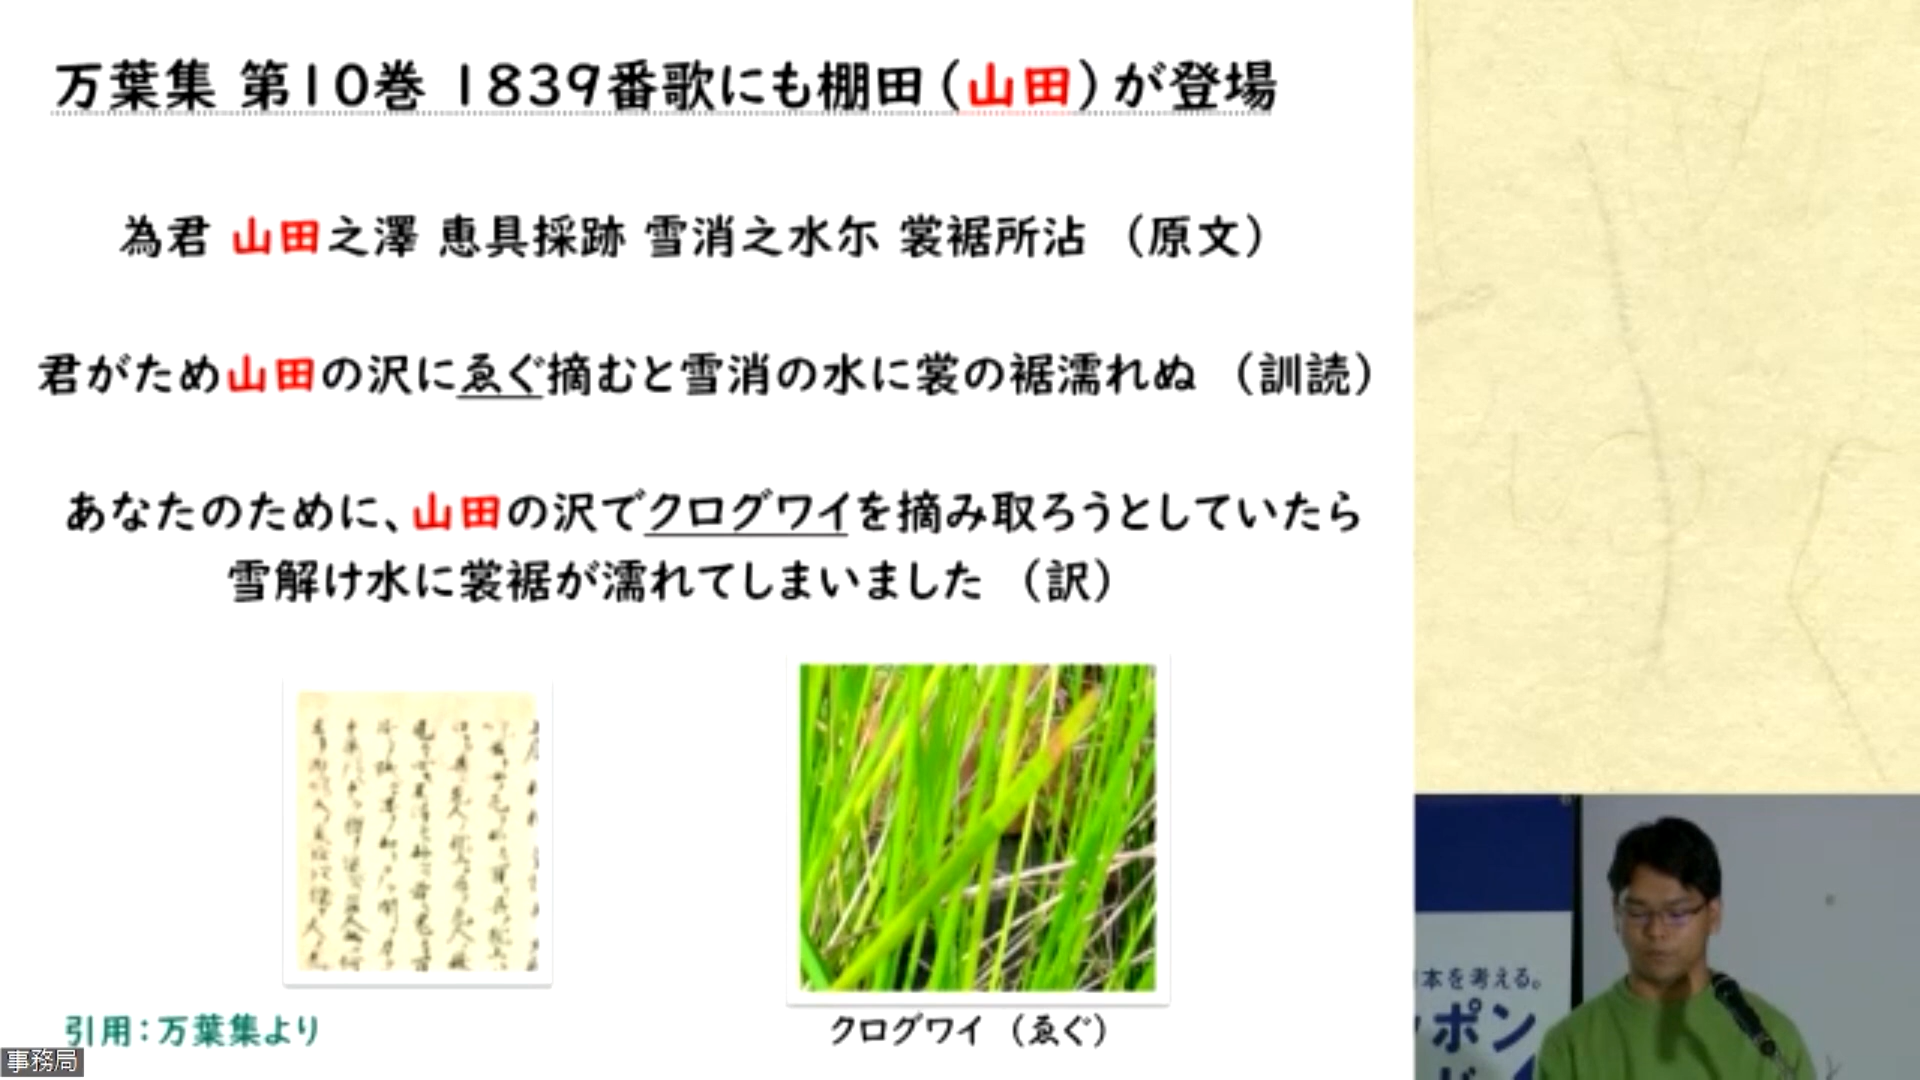 万葉集 第10巻 1839番歌にも棚田（山田）が登場
為君 山田之澤 恵具採跡 雪消之水尓 裳裾所沾 （原文）
君がため山田の沢にゑぐ摘むと雪消の水に裳の裾濡れぬ （訓読）
あなたのために、山田の沢でクログワイを摘み取ろうとしていたら
雪解け水に裳裾が濡れてしまいました （訳）
引用：万葉集より
クログワイ （ゑぐ）
事務局
本を考える。
ポン